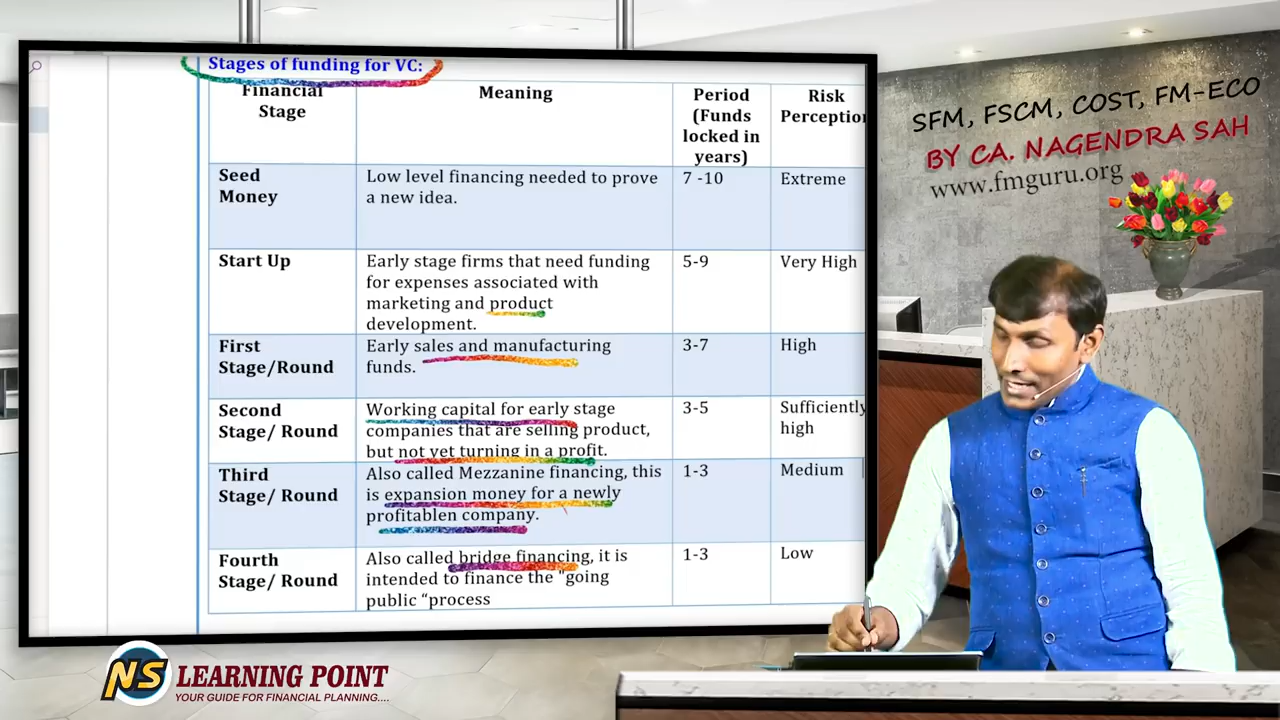 Stages of funding for VC:
Financial
Stage
Meaning
Period
(Funds
locked in
years)
Risk
Perception
Seed
Money
Low level financing needed to prove
a new idea.
7 -10
Extreme
Start Up
Early stage firms that need funding
for expenses associated with
marketing and product
development.
5-9
Very High
First
Stage/Round
Early sales and manufacturing
funds.
3-7
High
Second
Stage/ Round
Working capital for early stage
companies that are selling product,
but not yet turning in a profit.
3-5
Sufficiently
high
Third
Stage/ Round
Also called Mezzanine financing, this
is expansion money for a newly
profitablen company.
1-3
Medium
Fourth
Stage/ Round
Also called bridge financing, it is
intended to finance the "going
public “process
1-3
Low
SFM, FSCM, COST, FM-ECO
BY CA. NAGENDRA SAH
www.fmguru.org
NS LEARNING POINT
YOUR GUIDE FOR FINANCIAL PLANNING....